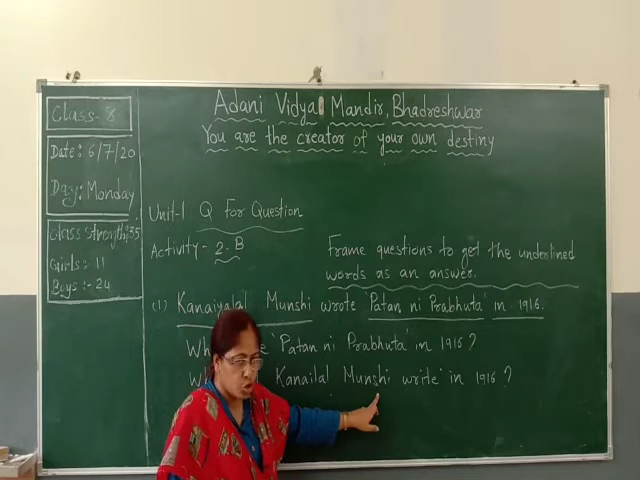 Class- 8
Date: 6/7/20
Day: Monday
Class Strength: 35
Girls: 11
Boys :- 24
Adani Vidya Mandir, Bhadreshwar
You are the creator of your own destiny
Unit-1 Q For Question
Activity - 2-B
Frame questions to get the underlined
words as an answer.
(1) Kanaiyalal Munshi wrote 'Patan ni Prabhuta' in 1916.
'Patan ni Prabhuta' in 1916?
Kanailal Munshi write in 1916?